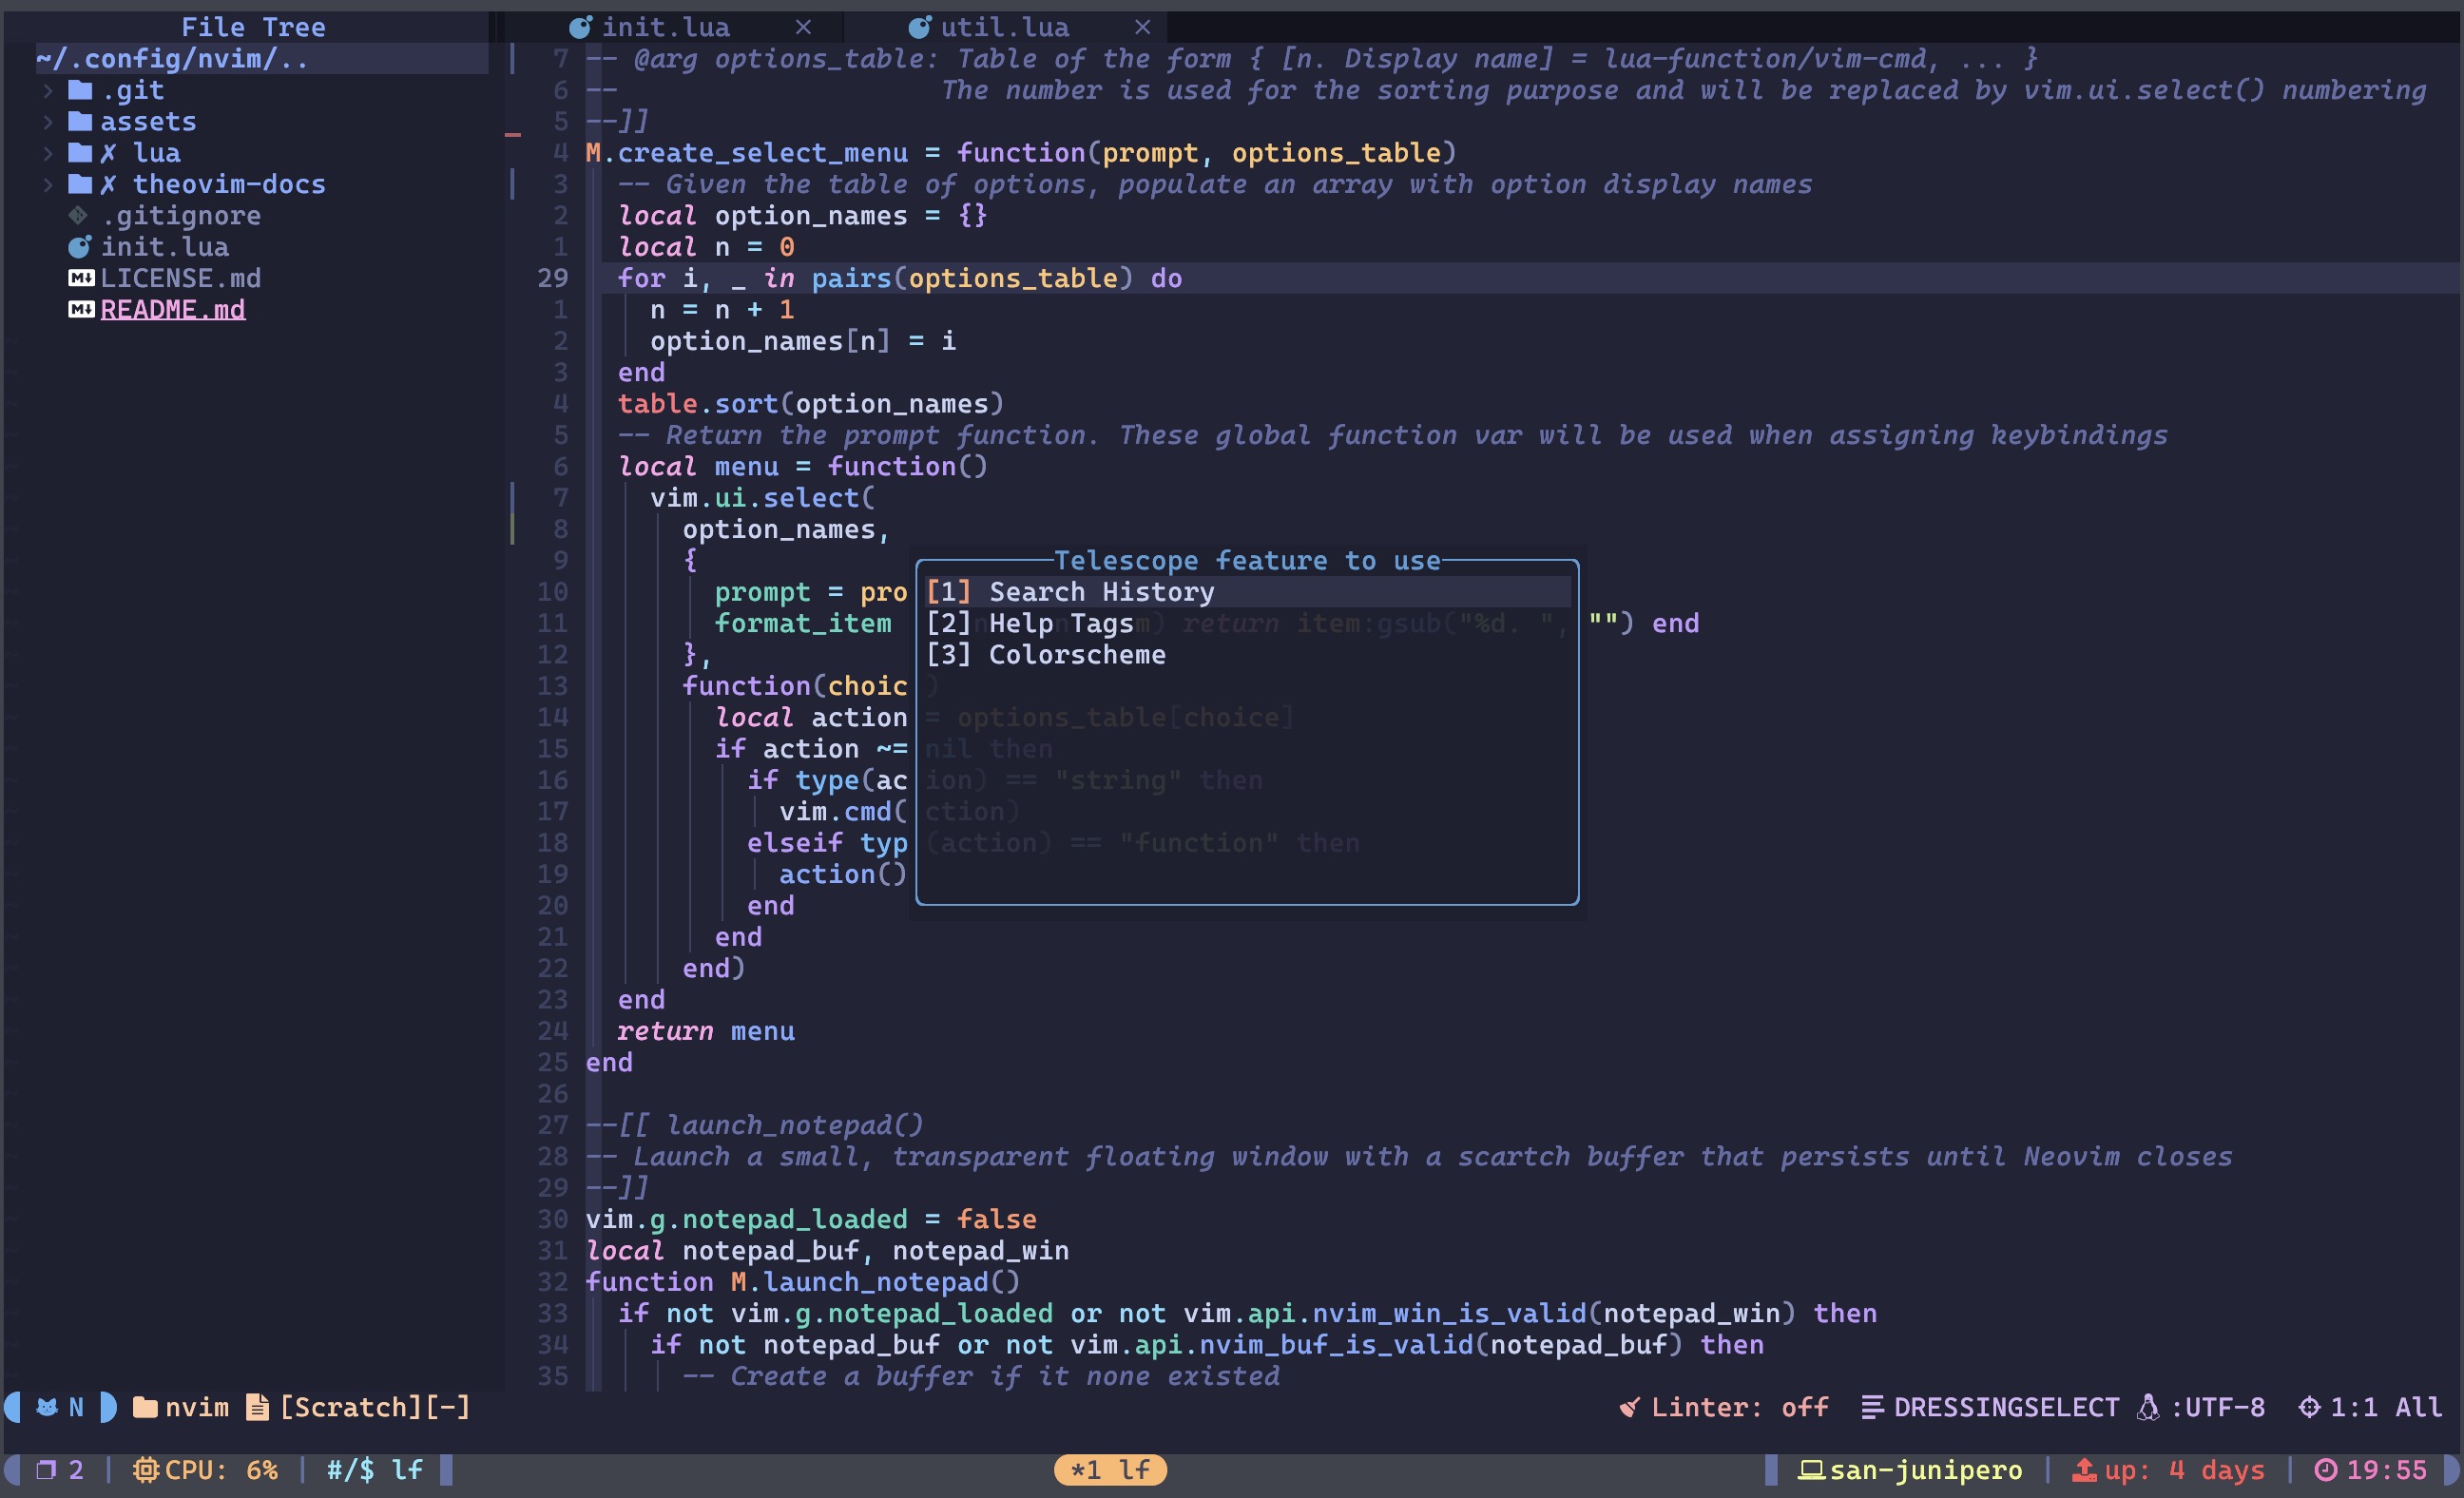 File Tree
init.lua × util.lua ×
~/.config/nvim/..
.git
assets
✗ lua
✗ theovim-docs
.gitignore
init.lua
LICENSE.md
README.md
7 -- @arg options_table: Table of the form { [n. Display name] = lua-function/vim-cmd, ... }
6 -- The number is used for the sorting purpose and will be replaced by vim.ui.select() numbering
5 --]]
4 M.create_select_menu = function(prompt, options_table)
3 -- Given the table of options, populate an array with option display names
2 local option_names = {}
1 local n = 0
29 for i, _ in pairs(options_table) do
1 n = n + 1
2 option_names[n] = i
3 end
4 table.sort(option_names)
5 -- Return the prompt function. These global function var will be used when assigning keybindings
6 local menu = function()
7 vim.ui.select(
8 option_names,
9 {
10 prompt = pro
11 format_item m) return item:gsub("%d. ", "") end
12 },
13 function(choic )
14 local action = options_table[choice]
15 if action ~= nil then
16 if type(ac ion) == "string" then
17 vim.cmd( ction)
18 elseif typ (action) == "function" then
19 action()
20 end
21 end
22 end)
23 end
24 return menu
25 end
26
27 --[[ launch_notepad()
28 -- Launch a small, transparent floating window with a scartch buffer that persists until Neovim closes
29 --]]
30 vim.g.notepad_loaded = false
31 local notepad_buf, notepad_win
32 function M.launch_notepad()
33 if not vim.g.notepad_loaded or not vim.api.nvim_win_is_valid(notepad_win) then
34 if not notepad_buf or not vim.api.nvim_buf_is_valid(notepad_buf) then
35 -- Create a buffer if it none existed
Telescope feature to use
[1] Search History
[2] Help Tags
[3] Colorscheme
N nvim [Scratch][-] Linter: off DRESSINGSELECT :UTF-8 1:1 All
2 | CPU: 6% | #/$ lf *1 lf san-junipero | up: 4 days | 19:55